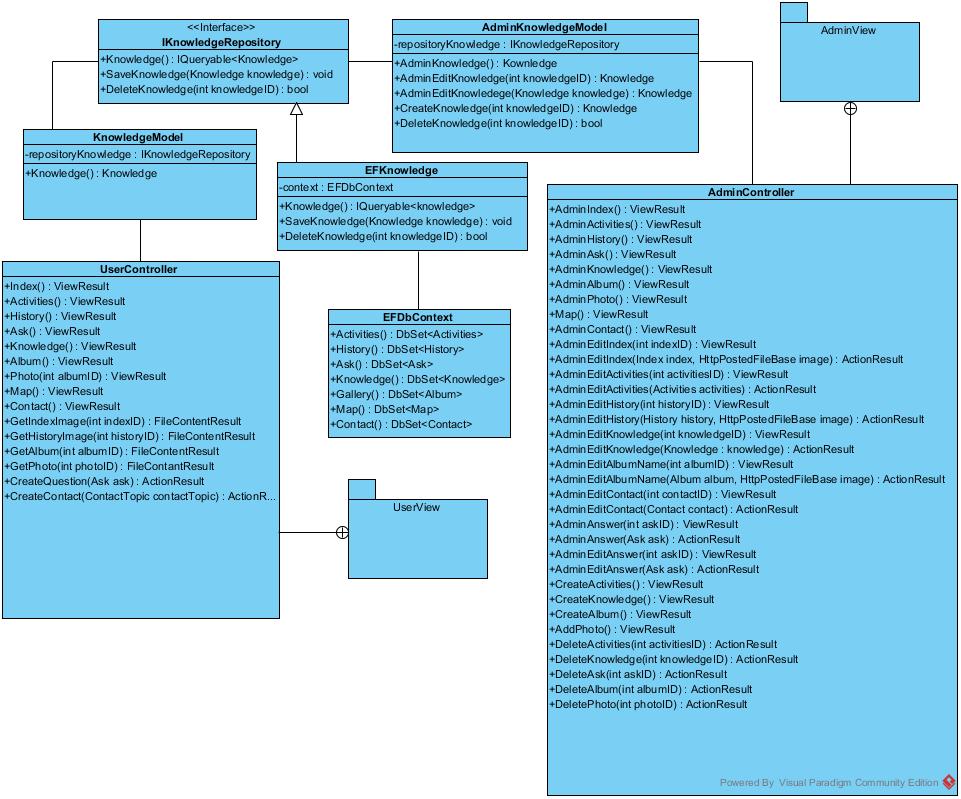 <<Interface>>
IKnowledgeRepository
+Knowledge() : IQueryable<Knowledge>
+SaveKnowledge(Knowledge knowledge) : void
+DeleteKnowledge(int knowledgeID) : bool
AdminKnowledgeModel
-repositoryKnowledge : IKnowledgeRepository
+AdminKnowledge() : Kownledge
+AdminEditKnowledge(int knowledgeID) : Knowledge
+AdminEditKnowledege(Knowledge knowledge) : Knowledge
+CreateKnowledge(int knowledgeID) : Knowledge
+DeleteKnowledge(int knowledgeID) : bool
AdminView
KnowledgeModel
-repositoryKnowledge : IKnowledgeRepository
+Knowledge() : Knowledge
EFKnowledge
-context : EFDbContext
+Knowledge() : IQueryable<knowledge>
+SaveKnowledge(Knowledge knowledge) : void
+DeleteKnowledge(int knowledgeID) : bool
UserController
+Index() : ViewResult
+Activities() : ViewResult
+History() : ViewResult
+Ask() : ViewResult
+Knowledge() : ViewResult
+Album() : ViewResult
+Photo(int albumID) : ViewResult
+Map() : ViewResult
+Contact() : ViewResult
+GetIndexImage(int indexID) : FileContentResult
+GetHistoryImage(int historyID) : FileContentResult
+GetAlbum(int albumID) : FileContentResult
+GetPhoto(int photoID) : FileContantResult
+CreateQuestion(Ask ask) : ActionResult
+CreateContact(ContactTopic contactTopic) : ActionR...
EFDbContext
+Activities() : DbSet<Activities>
+History() : DbSet<History>
+Ask() : DbSet<Ask>
+Knowledge() : DbSet<Knowledge>
+Gallery() : DbSet<Album>
+Map() : DbSet<Map>
+Contact() : DbSet<Contact>
UserView
AdminController
+AdminIndex() : ViewResult
+AdminActivities() : ViewResult
+AdminHistory() : ViewResult
+AdminAsk() : ViewResult
+AdminKnowledge() : ViewResult
+AdminAlbum() : ViewResult
+AdminPhoto() : ViewResult
+Map() : ViewResult
+AdminContact() : ViewResult
+AdminEditIndex(int indexID) : ViewResult
+AdminEditIndex(Index index, HttpPostedFileBase image) : ActionResult
+AdminEditActivities(int activitiesID) : ViewResult
+AdminEditActivities(Activities activities) : ActionResult
+AdminEditHistory(int historyID) : ViewResult
+AdminEditHistory(History history, HttpPostedFileBase image) : ActionResult
+AdminEditKnowledge(int knowledgeID) : ViewResult
+AdminEditKnowledge(Knowledge : knowledge) : ActionResult
+AdminEditAlbumName(int albumID) : ViewResult
+AdminEditAlbumName(Album album, HttpPostedFileBase image) : ActionResult
+AdminEditContact(int contactID) : ViewResult
+AdminEditContact(Contact contact) : ActionResult
+AdminAnswer(int askID) : ViewResult
+AdminAnswer(Ask ask) : ActionResult
+AdminEditAnswer(int askID) : ViewResult
+AdminEditAnswer(Ask ask) : ActionResult
+CreateActivities() : ViewResult
+CreateKnowledge() : ViewResult
+CreateAlbum() : ViewResult
+AddPhoto() : ViewResult
+DeleteActivities(int activitiesID) : ActionResult
+DeleteKnowledge(int knowledgeID) : ActionResult
+DeleteAsk(int askID) : ActionResult
+DeleteAlbum(int albumID) : ActionResult
+DeletePhoto(int photoID) : ActionResult
Powered By Visual Paradigm Community Edition